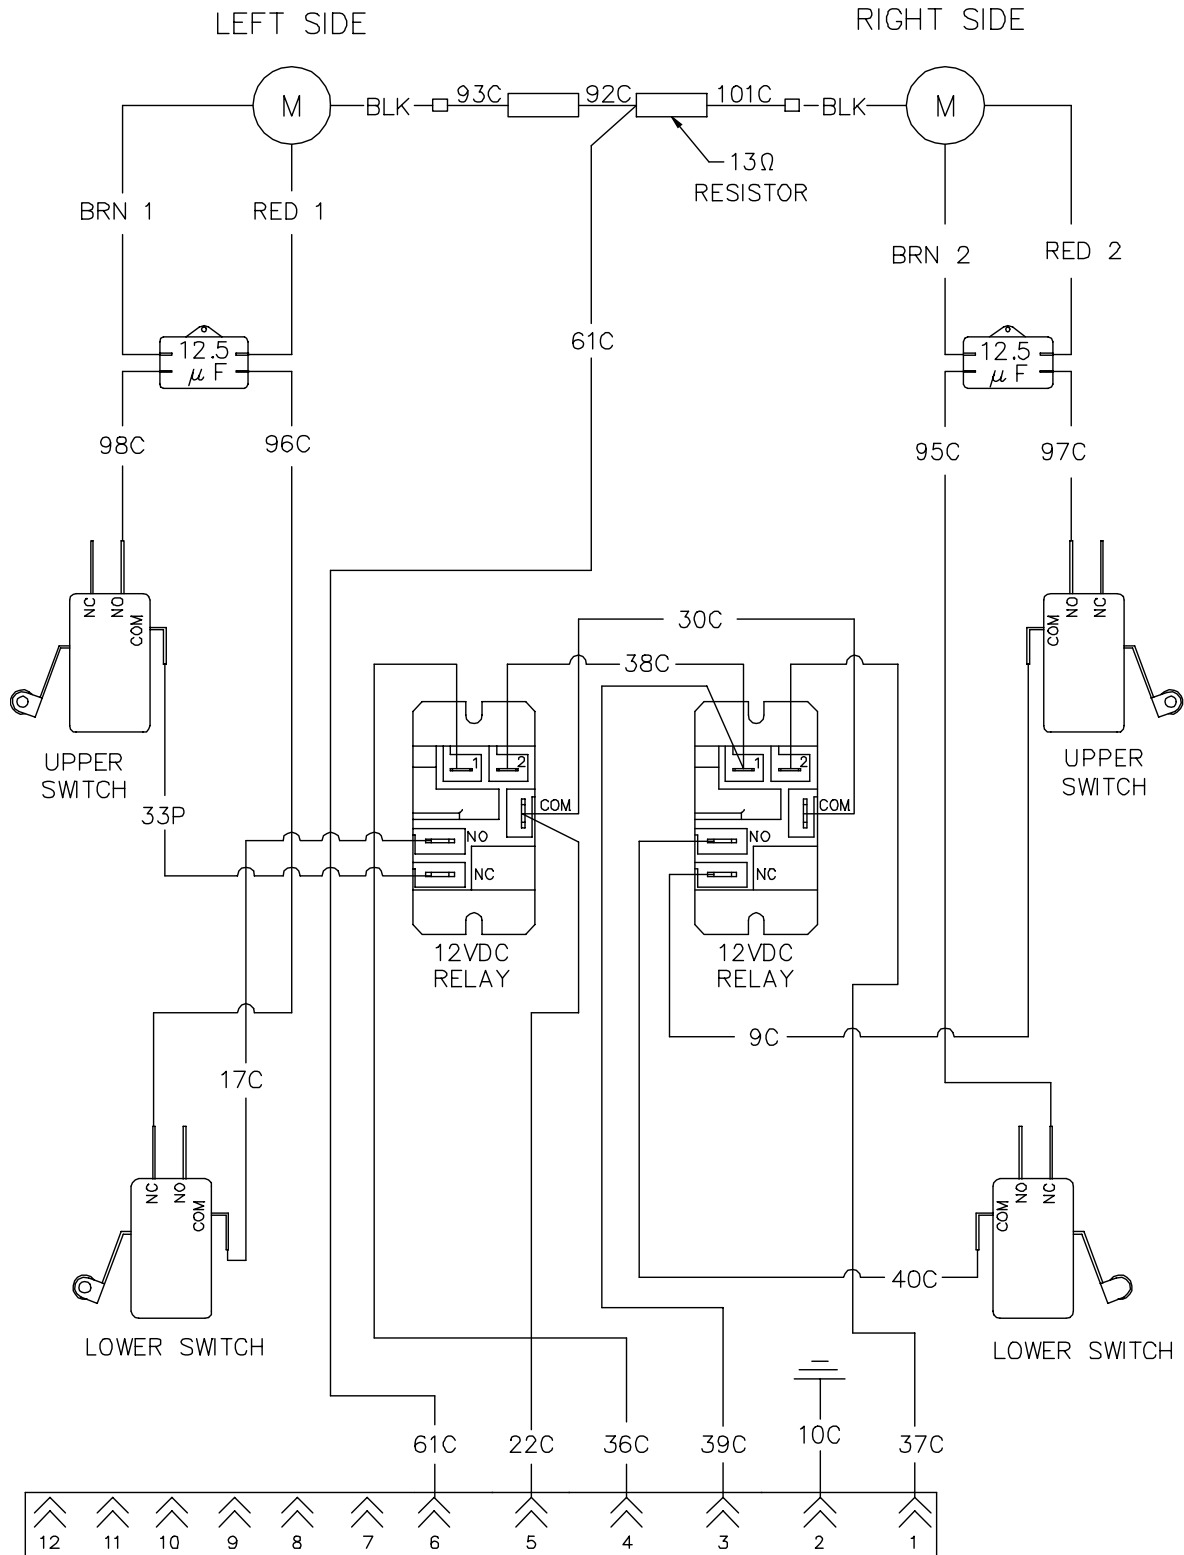 LEFT SIDE
RIGHT SIDE
M
BLK
93C
92C
101C
BLK
M
13Ω
RESISTOR
BRN 1
RED 1
BRN 2
RED 2
61C
12.5
μ F
12.5
μ F
98C
96C
95C
97C
NC
NO
COM
COM
NO
NC
30C
38C
UPPER
SWITCH
UPPER
SWITCH
1
2
COM
NO
NC
1
2
COM
NO
NC
33P
12VDC
RELAY
12VDC
RELAY
9C
17C
NC
NO
COM
COM
NO
NC
40C
LOWER SWITCH
LOWER SWITCH
61C
22C
36C
39C
10C
37C
12
11
10
9
8
7
6
5
4
3
2
1